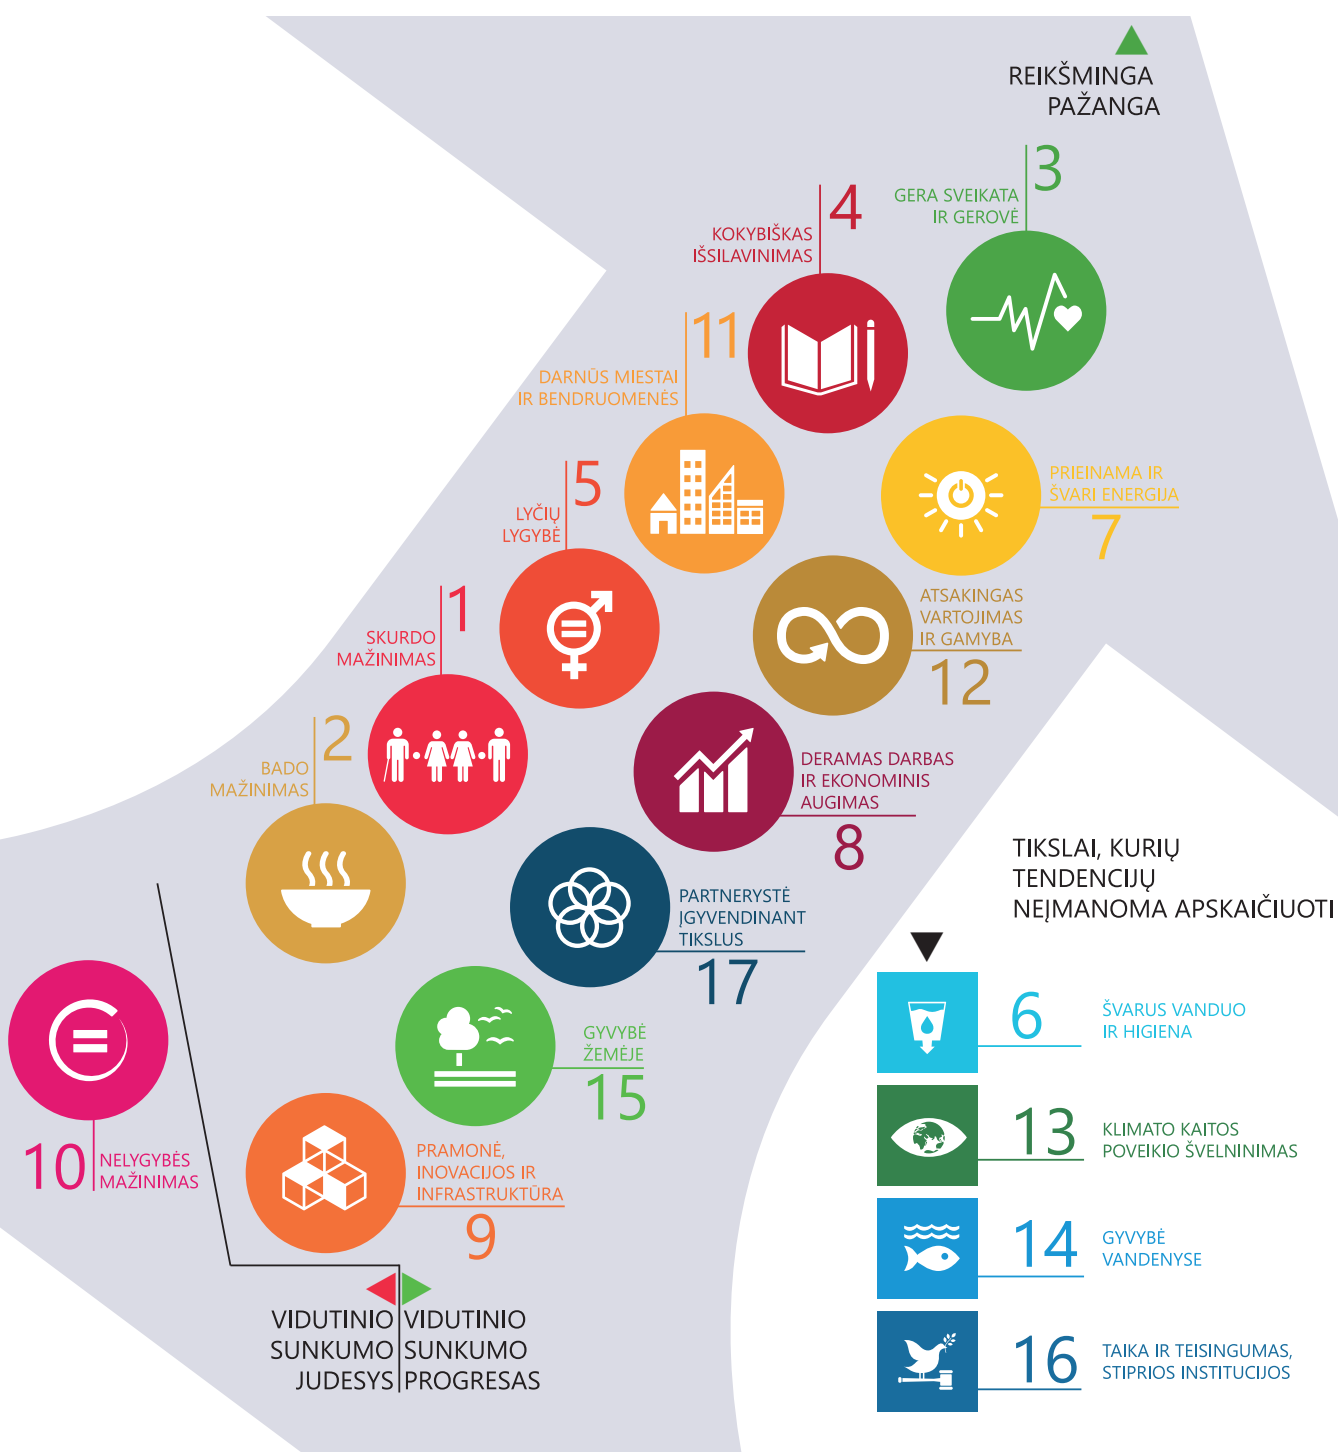 REIKŠMINGA
PAŽANGA
3
GERA SVEIKATA
IR GEROVĖ
4
KOKYBIŠKAS
IŠSILAVINIMAS
11
DARNŪS MIESTAI
IR BENDRUOMENĖS
5
LYČIŲ
LYGYBĖ
PRIEINAMA IR
ŠVARI ENERGIJA
7
1
SKURDO
MAŽINIMAS
ATSAKINGAS
VARTOJIMAS
IR GAMYBA
12
2
BADO
MAŽINIMAS
DERAMAS DARBAS
IR EKONOMINIS
AUGIMAS
8
PARTNERYSTĖ
ĮGYVENDINANT
TIKSLUS
17
GYVYBĖ
ŽEMĖJE
15
10
NELYGYBĖS
MAŽINIMAS
PRAMONĖ,
INOVACIJOS IR
INFRASTRUKTŪRA
9
VIDUTINIO
SUNKUMO
JUDESYS
VIDUTINIO
SUNKUMO
PROGRESAS
TIKSLAI, KURIŲ
TENDENCIJŲ
NEĮMANOMA APSKAIČIUOTI
6
ŠVARUS VANDUO
IR HIGIENA
13
KLIMATO KAITOS
POVEIKIO ŠVELNINIMAS
14
GYVYBĖ
VANDENYSE
16
TAIKA IR TEISINGUMAS,
STIPRIOS INSTITUCIJOS